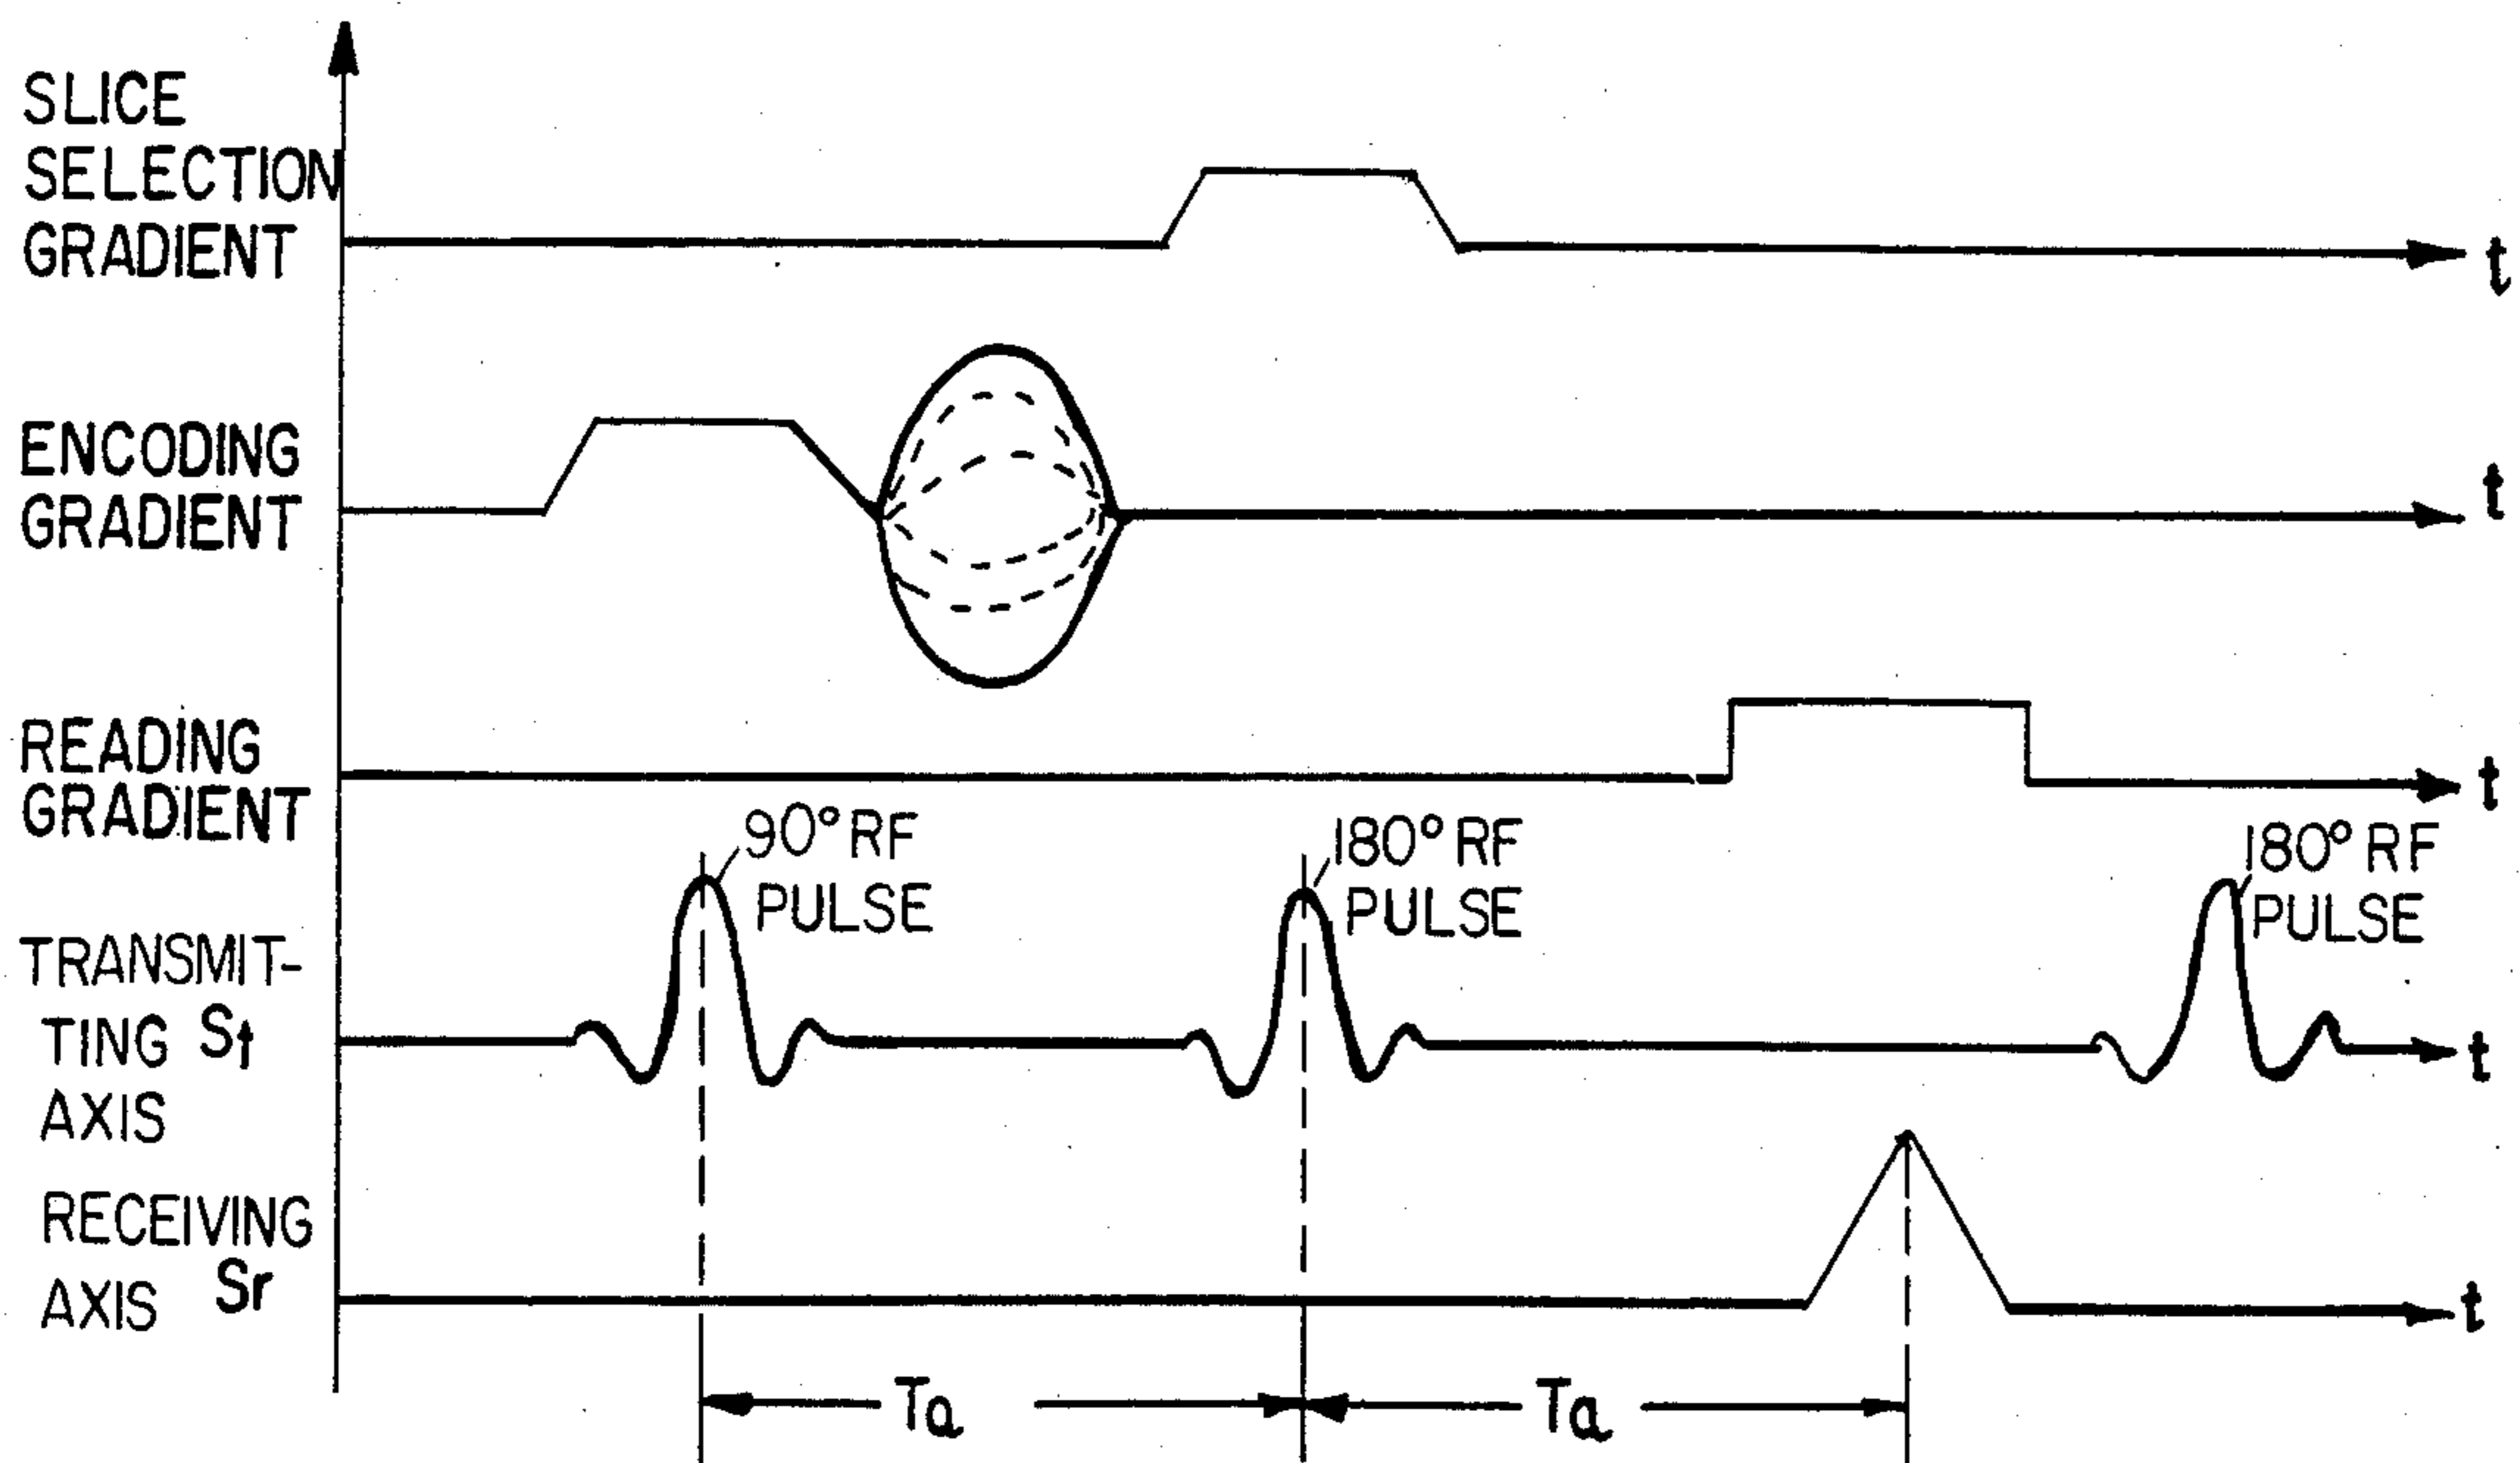 SLICE
SELECTION
GRADIENT
t
ENCODING
GRADIENT
t
READING
GRADIENT
t
90° RF
PULSE
180° RF
PULSE
180° RF
PULSE
TRANSMIT-
TING St
AXIS
t
RECEIVING
AXIS Sr
t
Ta
Ta